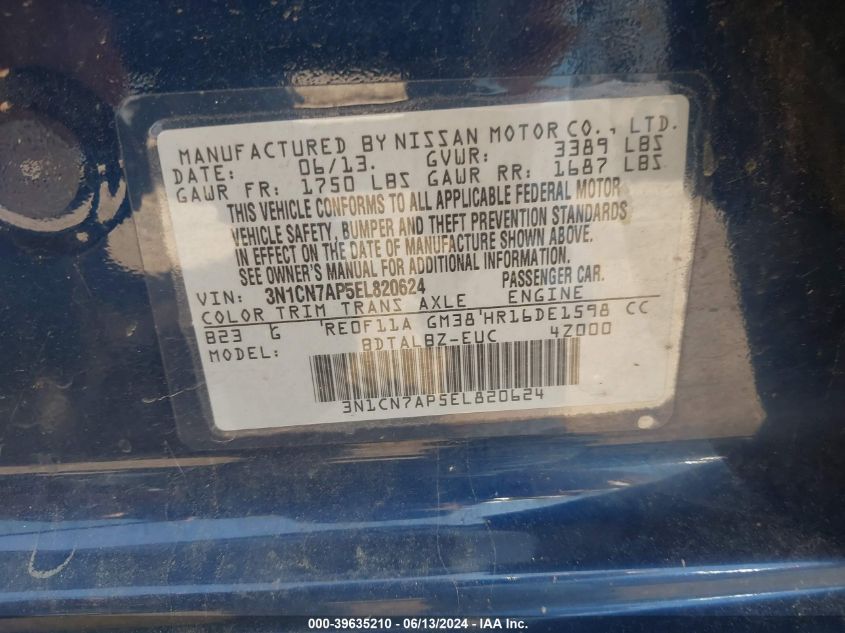 MANUFACTURED BY NISSAN MOTOR CO., LTD.
DATE: 06/13. GVWR: 3389 LBS
GAWR FR: 1750 LBS GAWR RR: 1687 LBS
THIS VEHICLE CONFORMS TO ALL APPLICABLE FEDERAL MOTOR
VEHICLE SAFETY, BUMPER AND THEFT PREVENTION STANDARDS
IN EFFECT ON THE DATE OF MANUFACTURE SHOWN ABOVE.
SEE OWNER'S MANUAL FOR ADDITIONAL INFORMATION.
VIN: 3N1CN7AP5EL820624 PASSENGER CAR.
COLOR TRIM TRANS AXLE ENGINE
B23 G 'RE0F11A GM38'HR16DE1598 CC
MODEL: BDTALBZ-EUC 4Z000
3N1CN7AP5EL820624
000-39635210 - 06/13/2024 - IAA Inc.